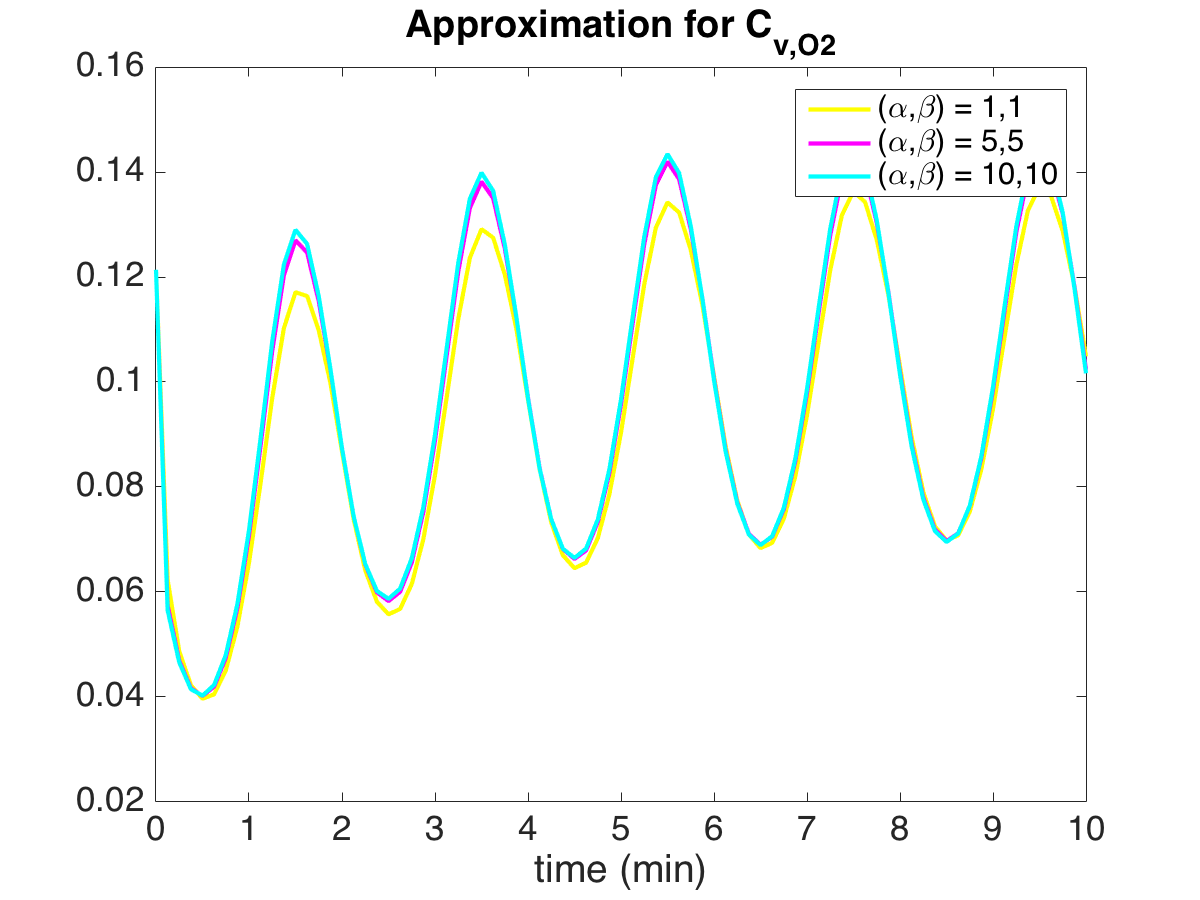 Approximation for C_v,O2
0.16
0.14
0.12
0.1
0.08
0.06
0.04
0.02
(α,β) = 1,1
(α,β) = 5,5
(α,β) = 10,10
0 1 2 3 4 5 6 7 8 9 10
time (min)